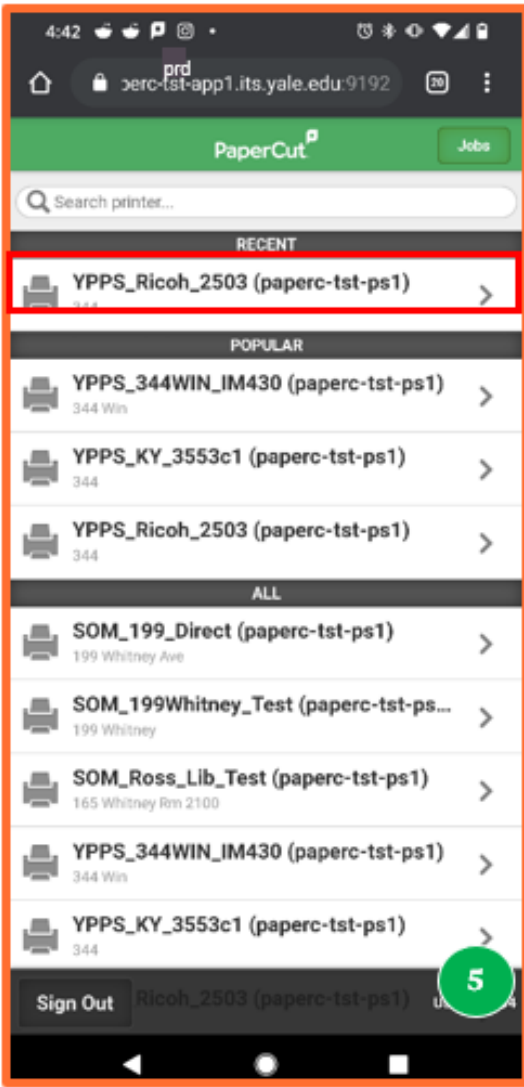 4:42
prd
perc-tst-app1.its.yale.edu:9192
20
PaperCut
Jobs
Search printer...
RECENT
YPPS_Ricoh_2503 (paperc-tst-ps1)
344
POPULAR
YPPS_344WIN_IM430 (paperc-tst-ps1)
344 Win
YPPS_KY_3553c1 (paperc-tst-ps1)
344
YPPS_Ricoh_2503 (paperc-tst-ps1)
344
ALL
SOM_199_Direct (paperc-tst-ps1)
199 Whitney Ave
SOM_199Whitney_Test (paperc-tst-ps...
199 Whitney
SOM_Ross_Lib_Test (paperc-tst-ps1)
165 Whitney Rm 2100
YPPS_344WIN_IM430 (paperc-tst-ps1)
344 Win
YPPS_KY_3553c1 (paperc-tst-ps1)
344
Sign Out
Ricoh_2503 (paperc-tst-ps1)
5